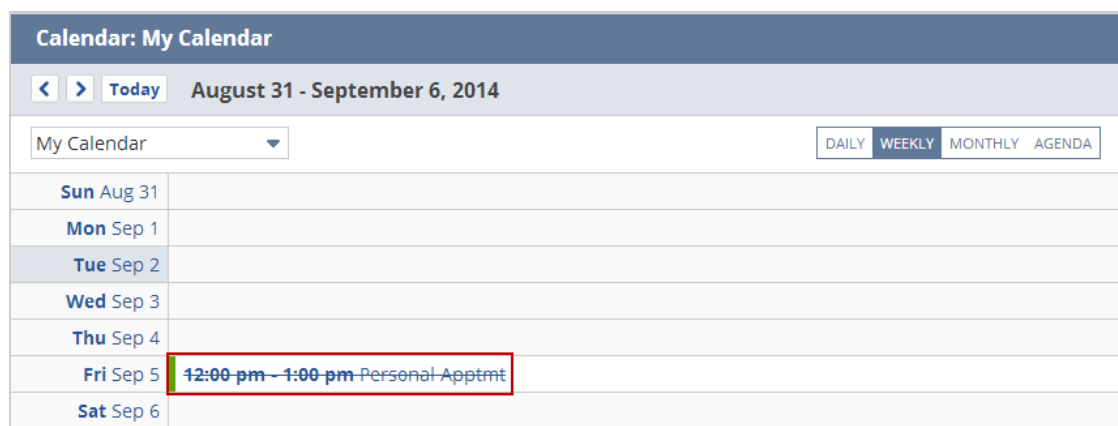 Calendar: My Calendar
Today August 31 - September 6, 2014
My Calendar DAILY WEEKLY MONTHLY AGENDA
Sun Aug 31
Mon Sep 1
Tue Sep 2
Wed Sep 3
Thu Sep 4
Fri Sep 5 12:00 pm - 1:00 pm Personal Apptmt
Sat Sep 6